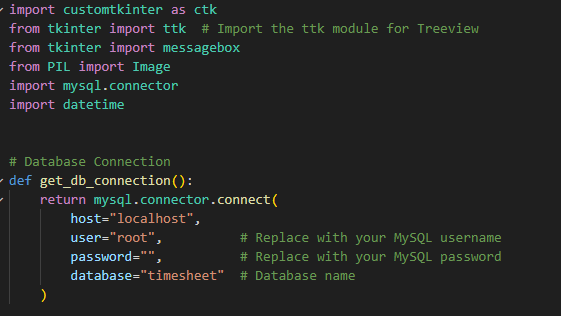 import customtkinter as ctk
from tkinter import ttk  # Import the ttk module for Treeview
from tkinter import messagebox
from PIL import Image
import mysql.connector
import datetime
# Database Connection
def get_db_connection():
    return mysql.connector.connect(
        host="localhost",
        user="root",          # Replace with your MySQL username
        password="",          # Replace with your MySQL password
        database="timesheet"  # Database name
    )